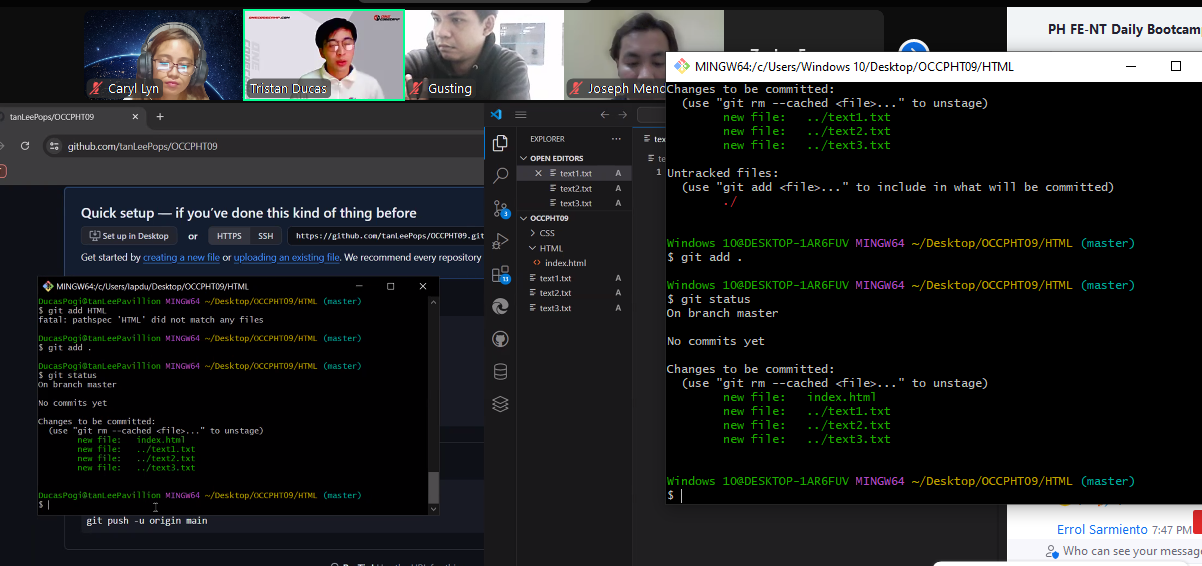 PH FE-NT Daily Bootcam
Caryl Lyn
Tristan Ducas
Gusting
Joseph Mend
tanLeePops/OCCPHT09
github.com/tanLeePops/OCCPHT09
Quick setup — if you've done this kind of thing before
Set up in Desktop or HTTPS SSH https://github.com/tanLeePops/OCCPHT09.git
Get started by creating a new file or uploading an existing file. We recommend every repository
MINGW64:/c/Users/lapdu/Desktop/OCCPHT09/HTML
DucasPogi@tanLeePavillion MINGW64 ~/Desktop/OCCPHT09/HTML (master)
$ git add HTML
fatal: pathspec 'HTML' did not match any files
DucasPogi@tanLeePavillion MINGW64 ~/Desktop/OCCPHT09/HTML (master)
$ git add .
DucasPogi@tanLeePavillion MINGW64 ~/Desktop/OCCPHT09/HTML (master)
$ git status
On branch master
No commits yet
Changes to be committed:
(use "git rm --cached <file>..." to unstage)
new file: index.html
new file: ../text1.txt
new file: ../text2.txt
new file: ../text3.txt
DucasPogi@tanLeePavillion MINGW64 ~/Desktop/OCCPHT09/HTML (master)
$
git push -u origin main
EXPLORER
OPEN EDITORS
text1.txt A
text2.txt A
text3.txt A
OCCPHT09
CSS
HTML
index.html
text1.txt A
text2.txt A
text3.txt A
3
11
1
MINGW64:/c/Users/Windows 10/Desktop/OCCPHT09/HTML
Changes to be committed:
(use "git rm --cached <file>..." to unstage)
new file: ../text1.txt
new file: ../text2.txt
new file: ../text3.txt
Untracked files:
(use "git add <file>..." to include in what will be committed)
./
Windows 10@DESKTOP-1AR6FUV MINGW64 ~/Desktop/OCCPHT09/HTML (master)
$ git add .
Windows 10@DESKTOP-1AR6FUV MINGW64 ~/Desktop/OCCPHT09/HTML (master)
$ git status
On branch master
No commits yet
Changes to be committed:
(use "git rm --cached <file>..." to unstage)
new file: index.html
new file: ../text1.txt
new file: ../text2.txt
new file: ../text3.txt
Windows 10@DESKTOP-1AR6FUV MINGW64 ~/Desktop/OCCPHT09/HTML (master)
$
Errol Sarmiento 7:47 PM
Who can see your message